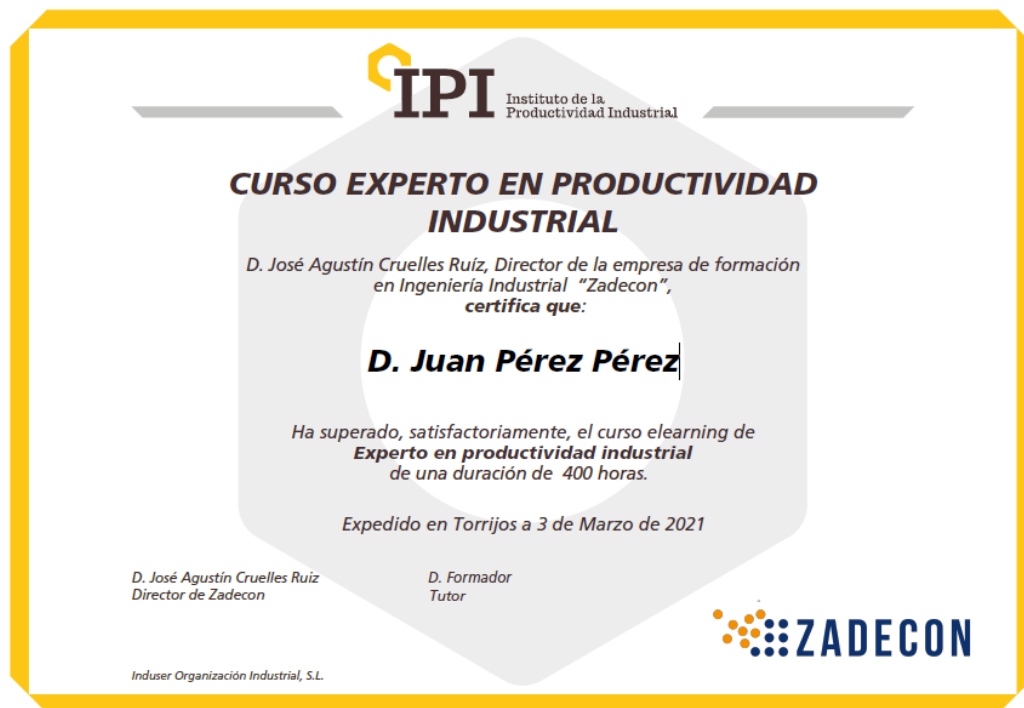 IPI
Instituto de la
Productividad Industrial
CURSO EXPERTO EN PRODUCTIVIDAD
INDUSTRIAL
D. José Agustín Cruelles Ruíz, Director de la empresa de formación
en Ingeniería Industrial "Zadecon",
certifica que:
D. Juan Pérez Pérez
Ha superado, satisfactoriamente, el curso elearning de
Experto en productividad industrial
de una duración de 400 horas.
Expedido en Torrijos a 3 de Marzo de 2021
D. José Agustín Cruelles Ruiz
Director de Zadecon
D. Formador
Tutor
ZADECON
Induser Organización Industrial, S.L.